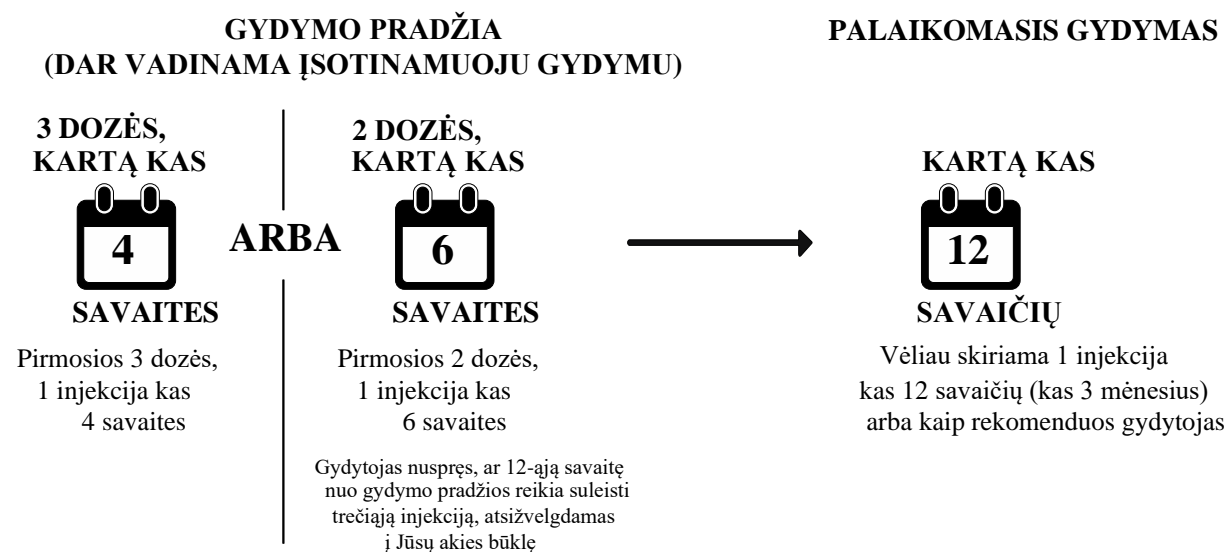 GYDYMO PRADŽIA
(DAR VADINAMA ĮSOTINAMUOJU GYDYMU)
3 DOZĖS,
KARTĄ KAS
4
SAVAITES
Pirmosios 3 dozės,
1 injekcija kas
4 savaites
ARBA
2 DOZĖS,
KARTĄ KAS
6
SAVAITES
Pirmosios 2 dozės,
1 injekcija kas
6 savaites
Gydytojas nuspręs, ar 12-ąją savaitę
nuo gydymo pradžios reikia suleisti
trečiąją injekciją, atsižvelgdamas
į Jūsų akies būklę
PALAIKOMASIS GYDYMAS
KARTĄ KAS
12
SAVAIČIŲ
Vėliau skiriama 1 injekcija
kas 12 savaičių (kas 3 mėnesius)
arba kaip rekomenduos gydytojas